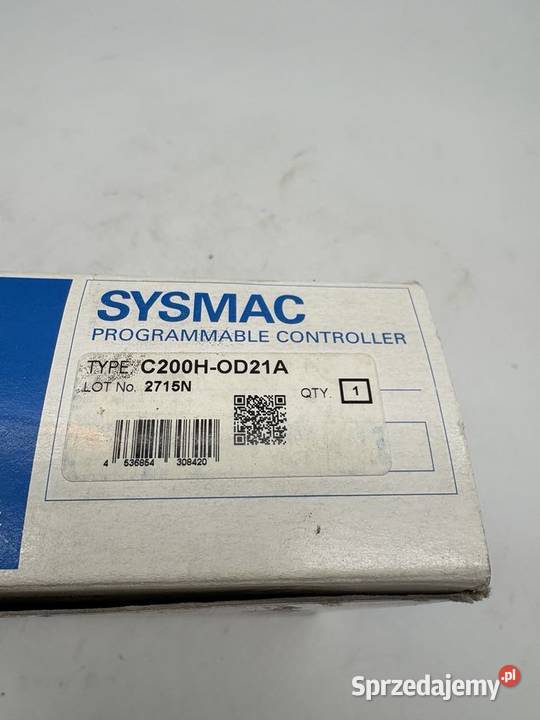 SYSMAC
PROGRAMMABLE CONTROLLER
TYPE C200H-OD21A
LOT No. 2715N
QTY. 1
4 536854 308420
Sprzedajemy.pl